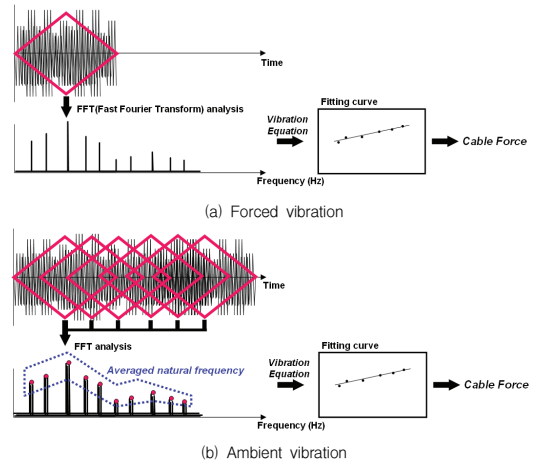 Time
FFT(Fast Fourier Transform) analysis
Vibration
Equation
Fitting curve
Cable Force
Frequency (Hz)
(a) Forced vibration
Time
FFT analysis
Averaged natural frequency
Vibration
Equation
Fitting curve
Cable Force
Frequency (Hz)
(b) Ambient vibration